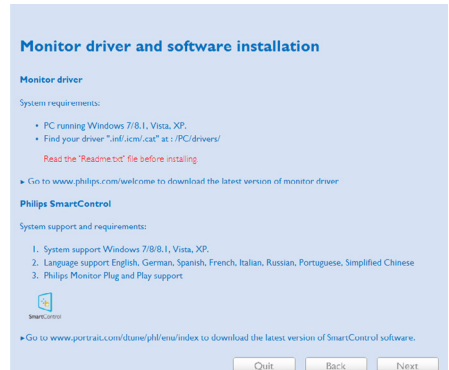 Monitor driver and software installation
Monitor driver
System requirements:
• PC running Windows 7/8.1, Vista, XP.
• Find your driver ".inf/.icm/.cat" at : /PC/drivers/
Read the "Readme.txt" file before installing.
▸ Go to www.philips.com/welcome to download the latest version of monitor driver
Philips SmartControl
System support and requirements:
1. System support Windows 7/8/8.1, Vista, XP.
2. Language support English, German, Spanish, French, Italian, Russian, Portuguese, Simplified Chinese
3. Philips Monitor Plug and Play support
SmartControl
▸Go to www.portrait.com/dtune/phl/enu/index to download the latest version of SmartControl software.
Quit Back Next